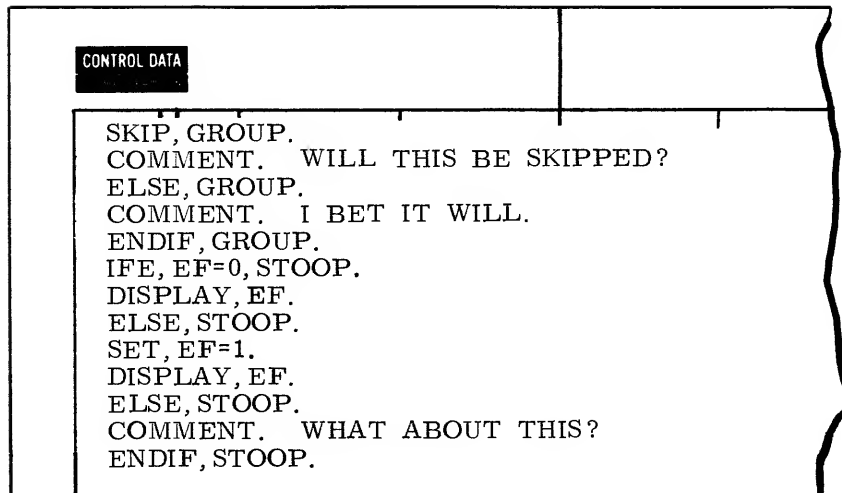 CONTROL DATA
SKIP, GROUP.
COMMENT. WILL THIS BE SKIPPED?
ELSE, GROUP.
COMMENT. I BET IT WILL.
ENDIF, GROUP.
IFE, EF=0, STOOP.
DISPLAY, EF.
ELSE, STOOP.
SET, EF=1.
DISPLAY, EF.
ELSE, STOOP.
COMMENT. WHAT ABOUT THIS?
ENDIF, STOOP.